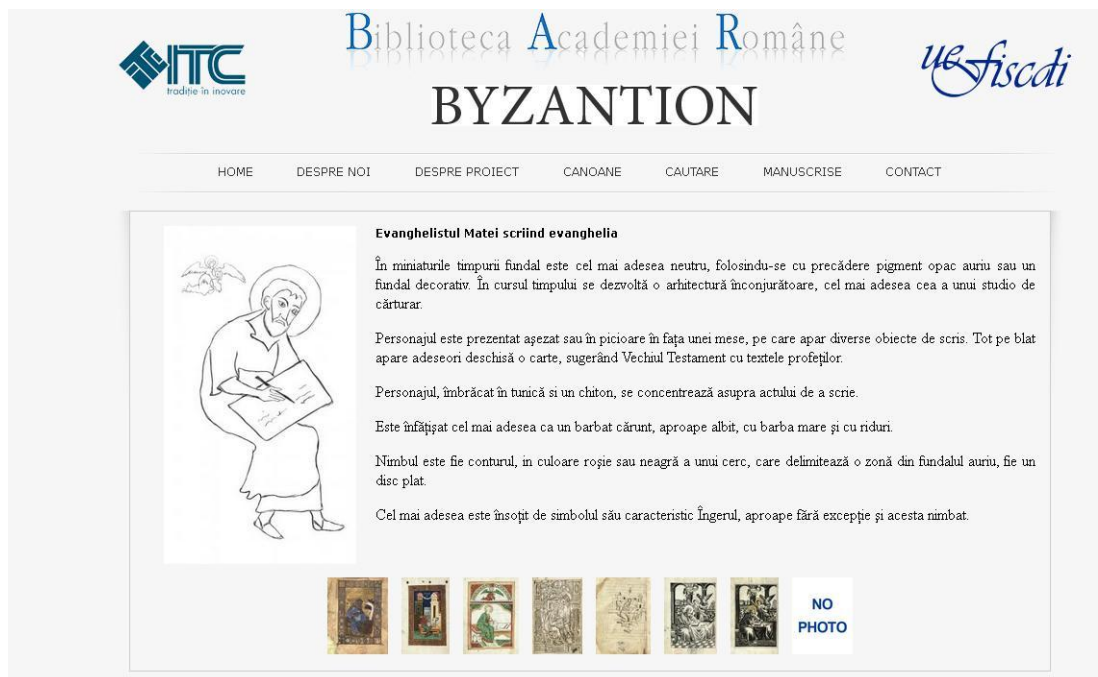 ITC
tradiție în inovare
Biblioteca Academiei Române
uefiscdi
BYZANTION
HOME DESPRE NOI DESPRE PROIECT CANOANE CAUTARE MANUSCRISE CONTACT
Evanghelistul Matei scriind evanghelia
În miniaturile timpurii fundal este cel mai adesea neutru, folosindu-se cu precădere pigment opac auriu sau un
fundal decorativ. În cursul timpului se dezvoltă o arhitectură înconjurătoare, cel mai adesea cea a unui studio de
cărturar.
Personajul este prezentat așezat sau în picioare în fața unei mese, pe care apar diverse obiecte de scris. Tot pe blat
apare adeseori deschisă o carte, sugerând Vechiul Testament cu textele profeților.
Personajul, îmbrăcat in tunică si un chiton, se concentrează asupra actului de a scrie.
Este înfățișat cel mai adesea ca un barbat cărunt, aproape albit, cu barba mare și cu riduri.
Nimbul este fie conturul, in culoare roșie sau neagră a unui cerc, care delimitează o zonă din fundalul auriu, fie un
disc plat.
Cel mai adesea este însoțit de simbolul său caracteristic Îngerul, aproape fără excepție și acesta nimbat.
NO
PHOTO